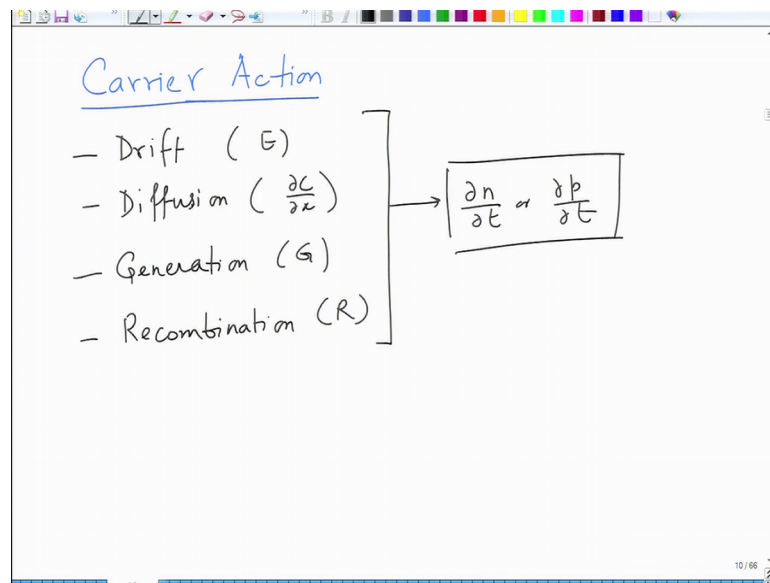 Carrier Action
– Drift (E)
– Diffusion (∂C/∂x)
– Generation (G)
– Recombination (R)
∂n/∂t or ∂p/∂t
10 / 66